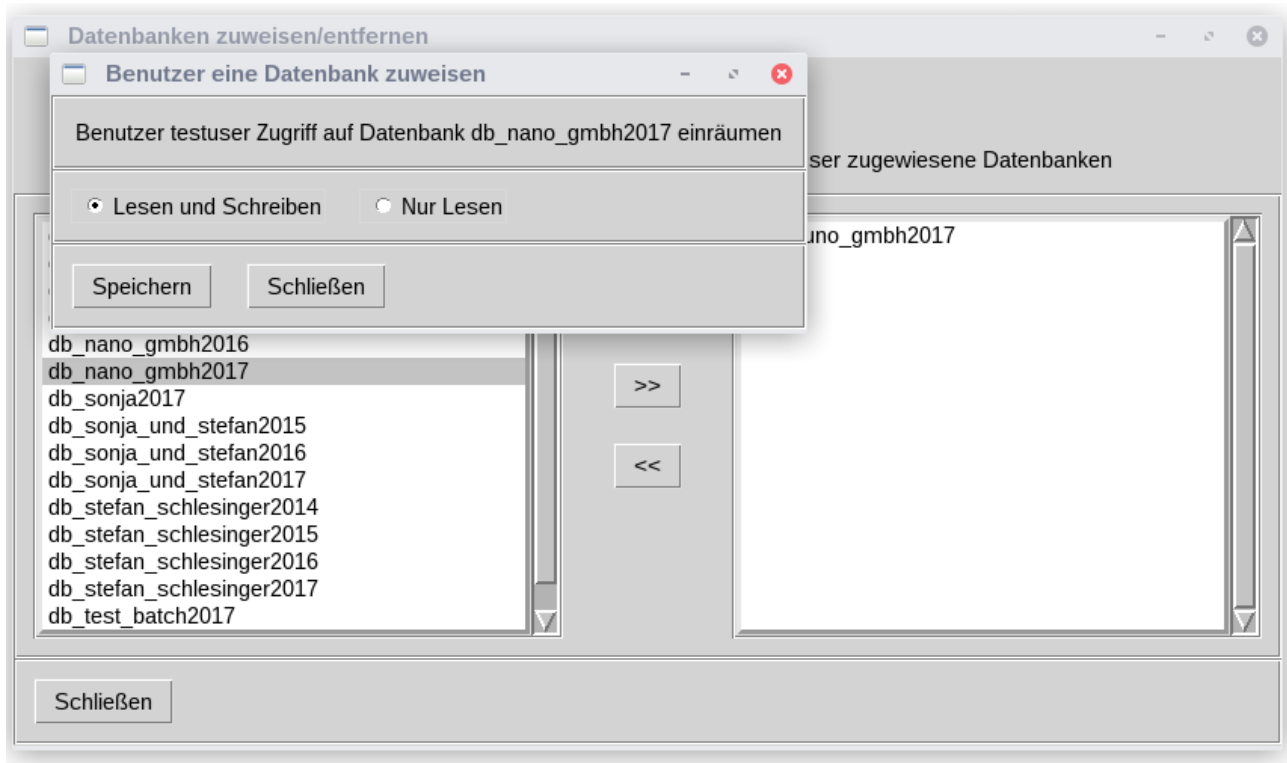 Datenbanken zuweisen/entfernen
Benutzer eine Datenbank zuweisen
Benutzer testuser Zugriff auf Datenbank db_nano_gmbh2017 einräumen
ser zugewiesene Datenbanken
Lesen und Schreiben
Nur Lesen
uno_gmbh2017
Speichern
Schließen
db_nano_gmbh2016
db_nano_gmbh2017
db_sonja2017
db_sonja_und_stefan2015
db_sonja_und_stefan2016
db_sonja_und_stefan2017
db_stefan_schlesinger2014
db_stefan_schlesinger2015
db_stefan_schlesinger2016
db_stefan_schlesinger2017
db_test_batch2017
>>
<<
Schließen